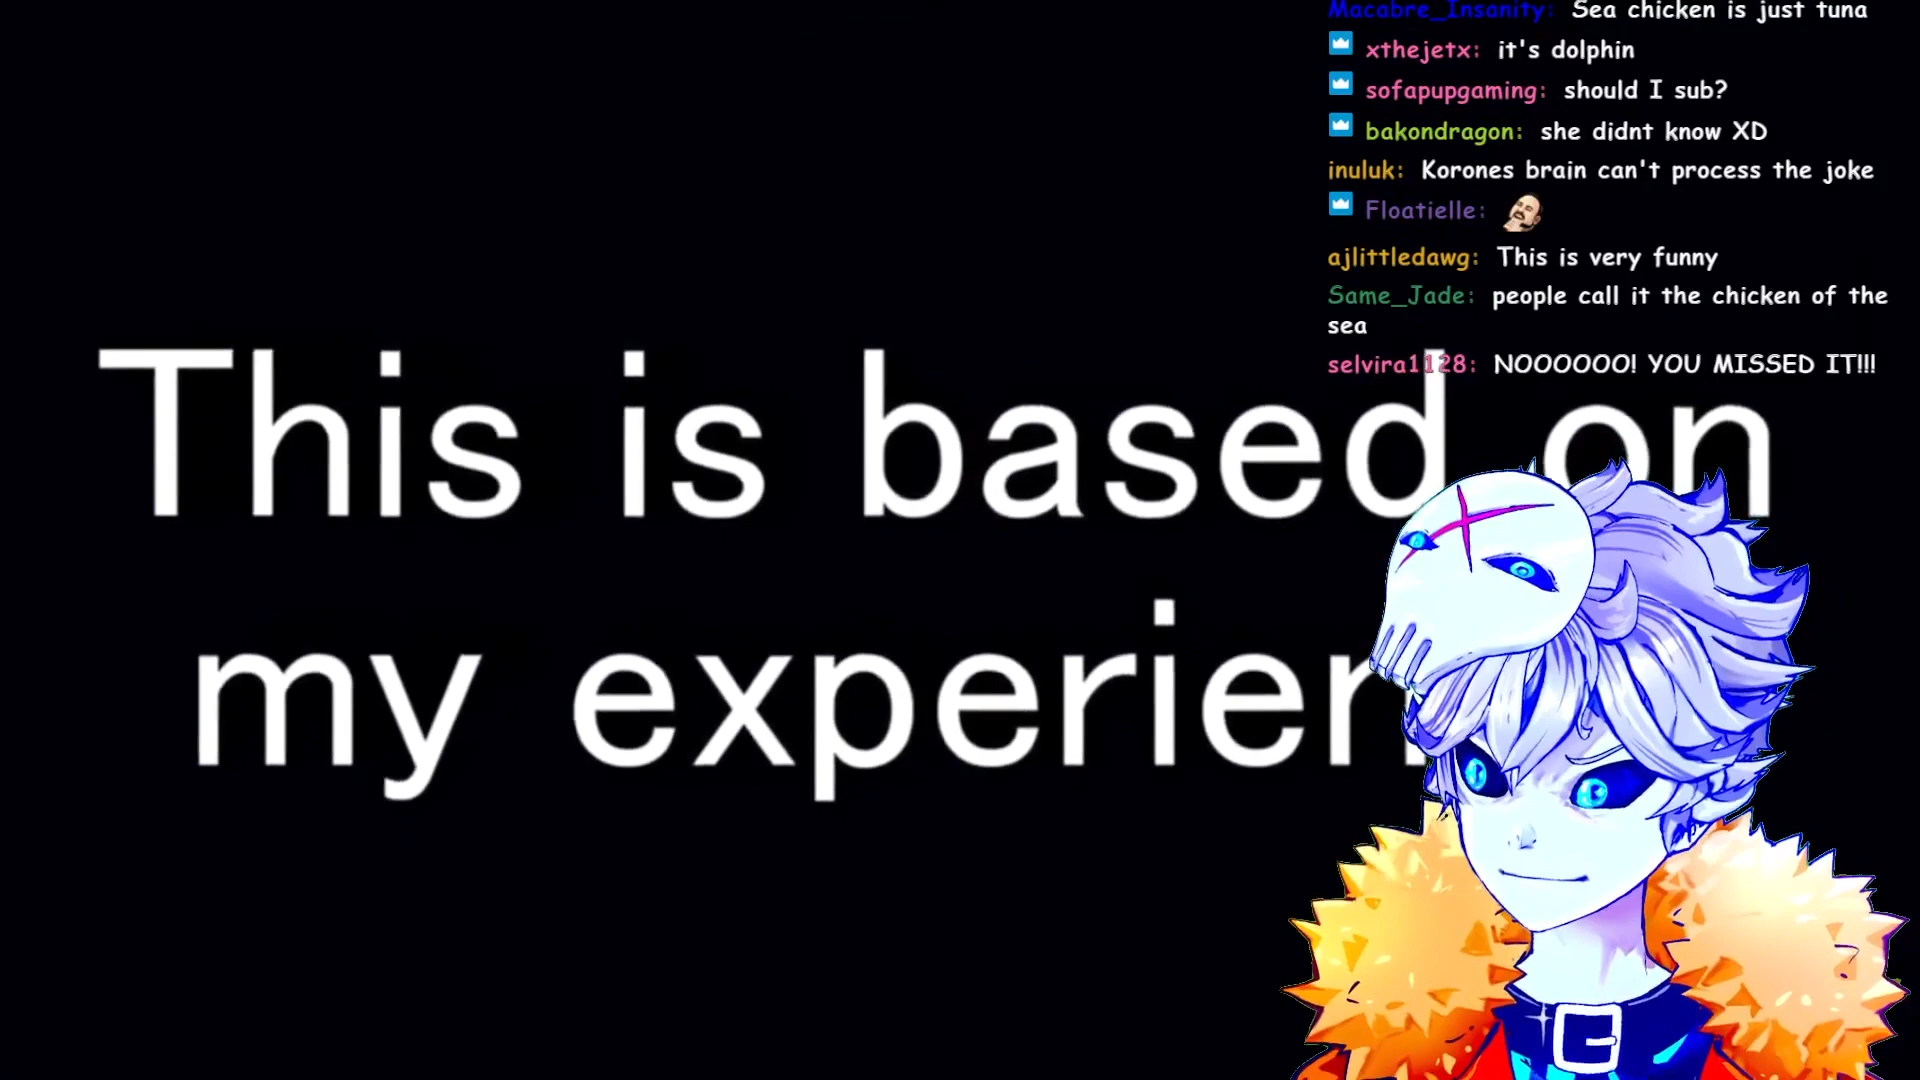 Macabre_Insanity: Sea chicken is just tuna
xthejetx: it's dolphin
sofapupgaming: should I sub?
bakondragon: she didnt know XD
inuluk: Korones brain can't process the joke
Floatielle:
ajlittledawg: This is very funny
Same_Jade: people call it the chicken of the
sea
selvira1128: NOOOOOO! YOU MISSED IT!!!
This is based on
my experien